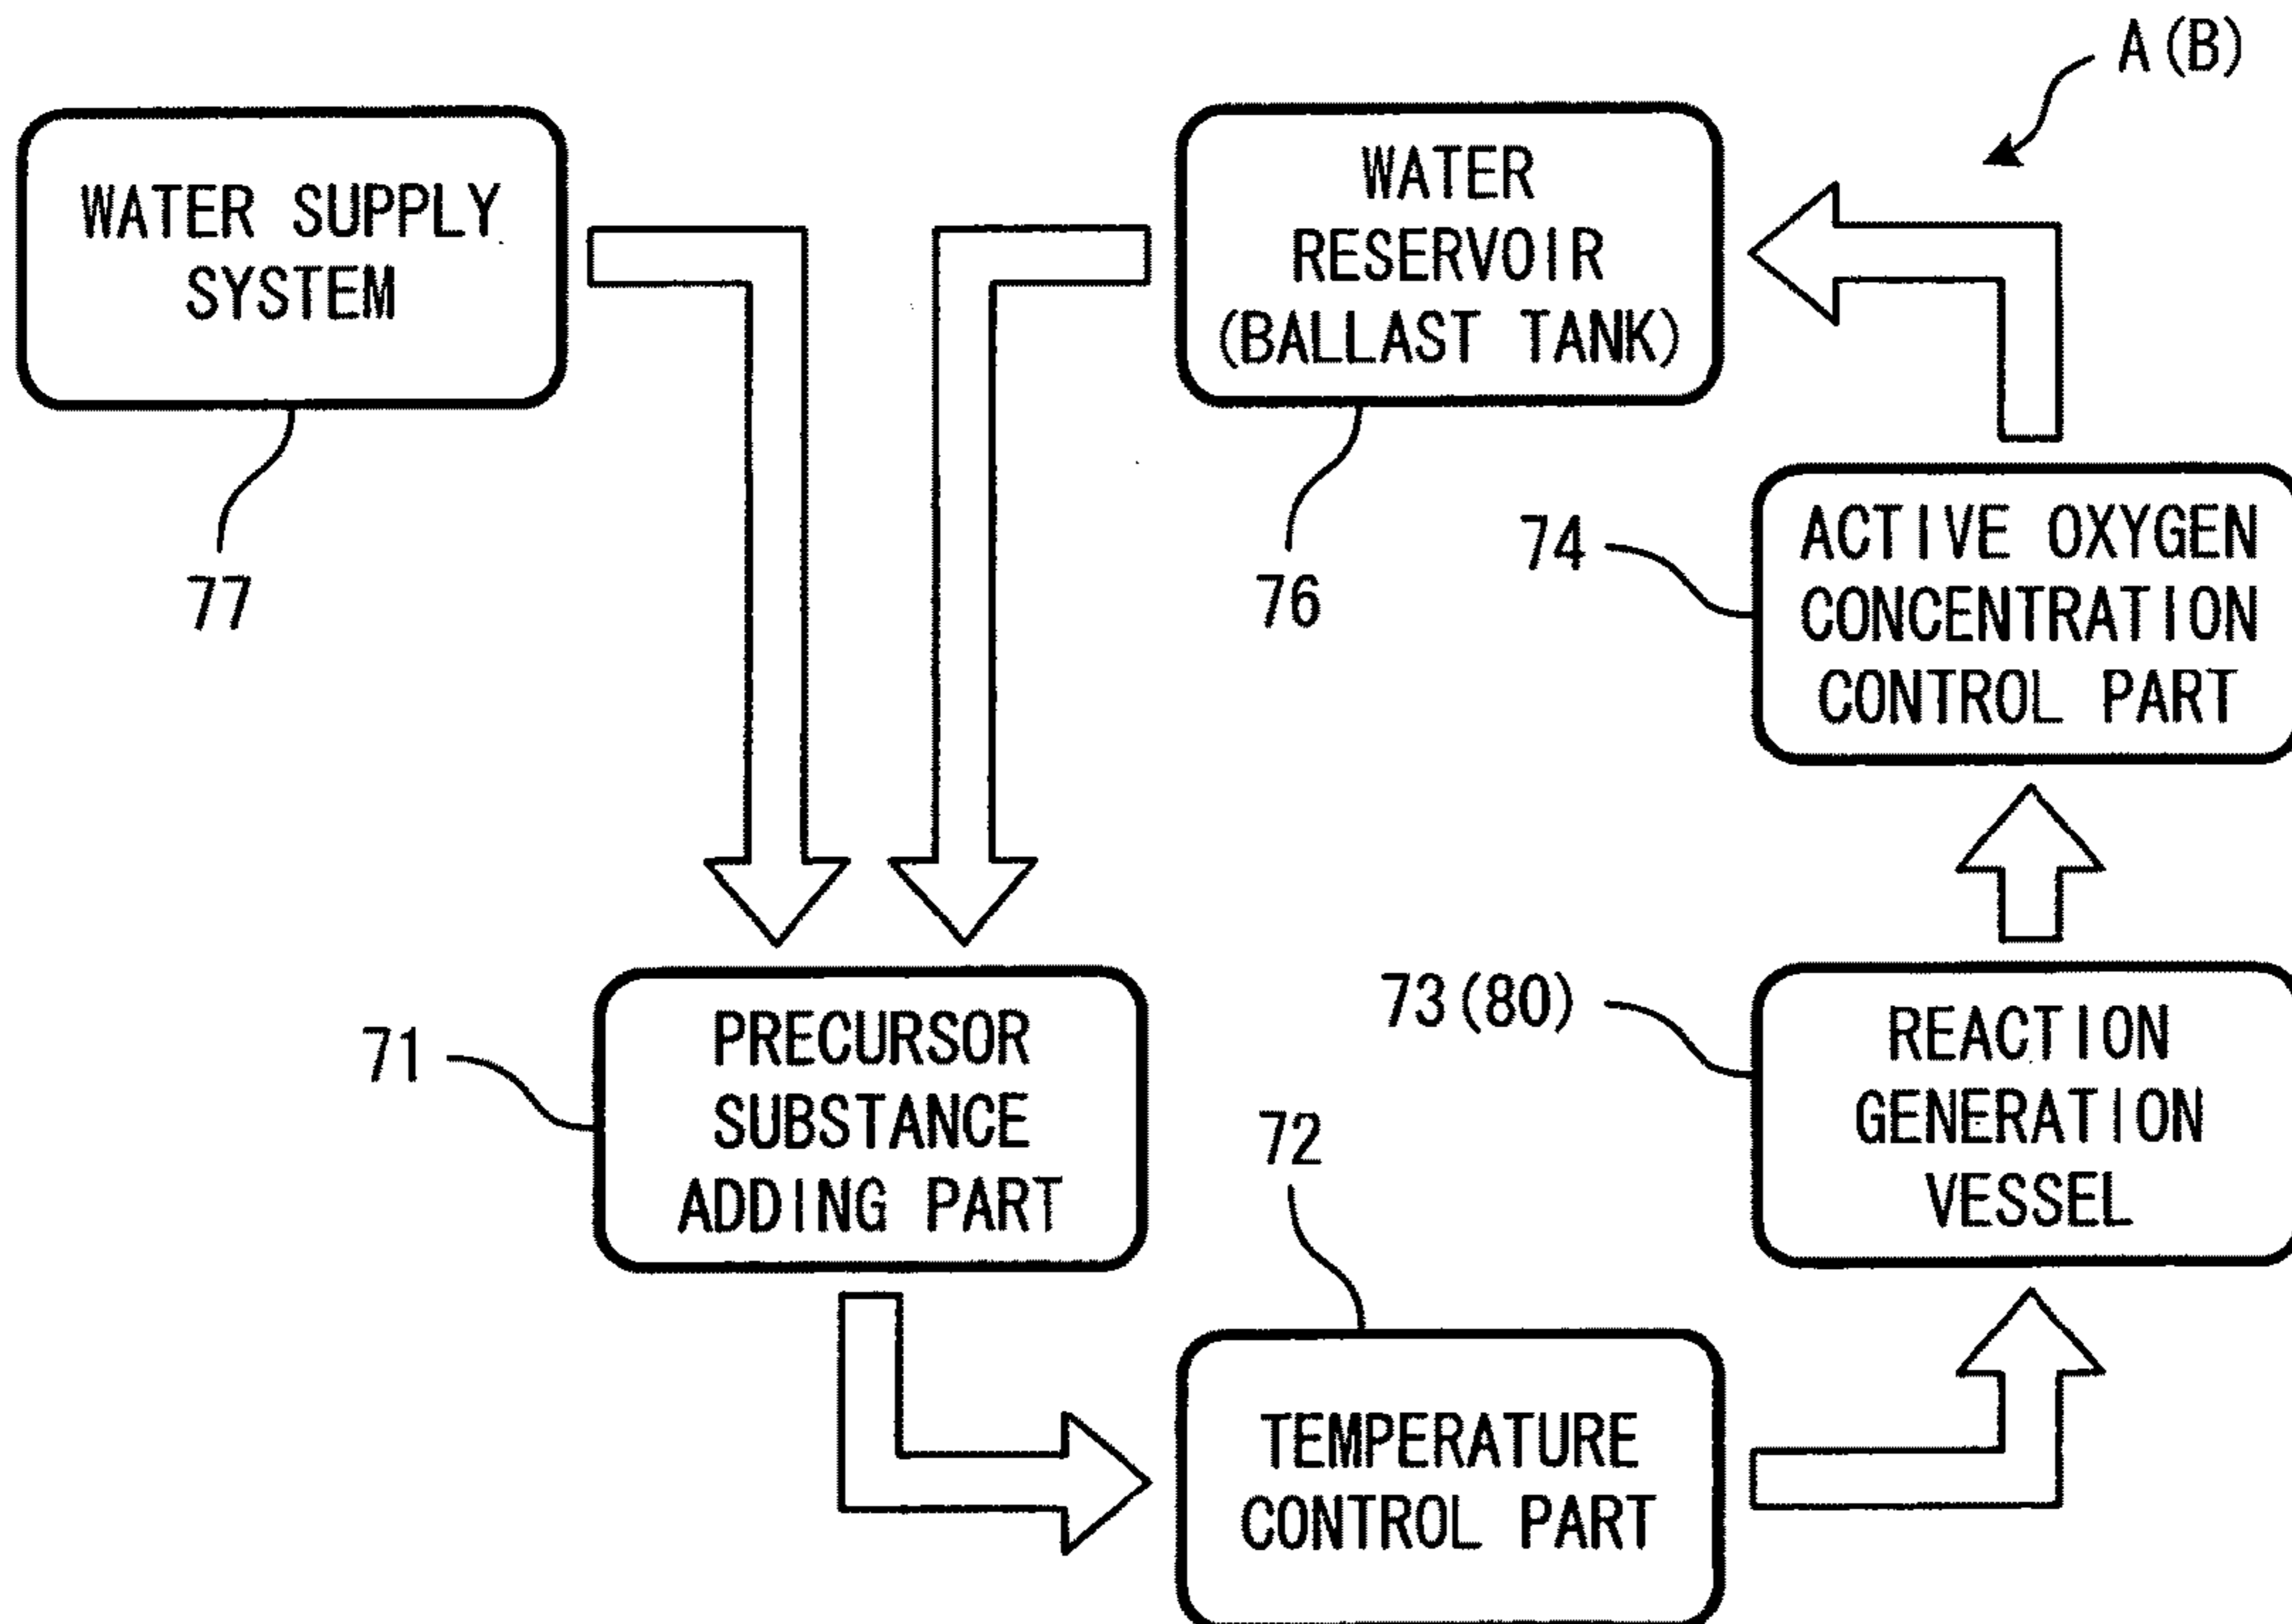 A(B)
WATER SUPPLY
SYSTEM
77
WATER
RESERVOIR
(BALLAST TANK)
76
74
ACTIVE OXYGEN
CONCENTRATION
CONTROL PART
71
PRECURSOR
SUBSTANCE
ADDING PART
73(80)
REACTION
GENERATION
VESSEL
72
TEMPERATURE
CONTROL PART